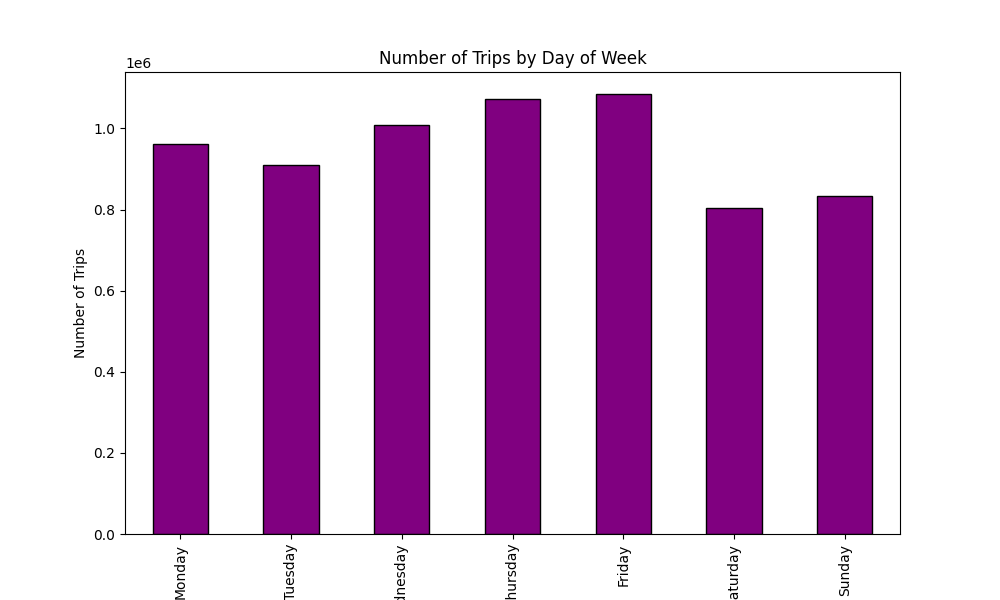 Number of Trips by Day of Week
1e6
1.0
0.8
0.6
0.4
0.2
0.0
Number of Trips
Monday
Tuesday
dnesday
hursday
Friday
aturday
Sunday